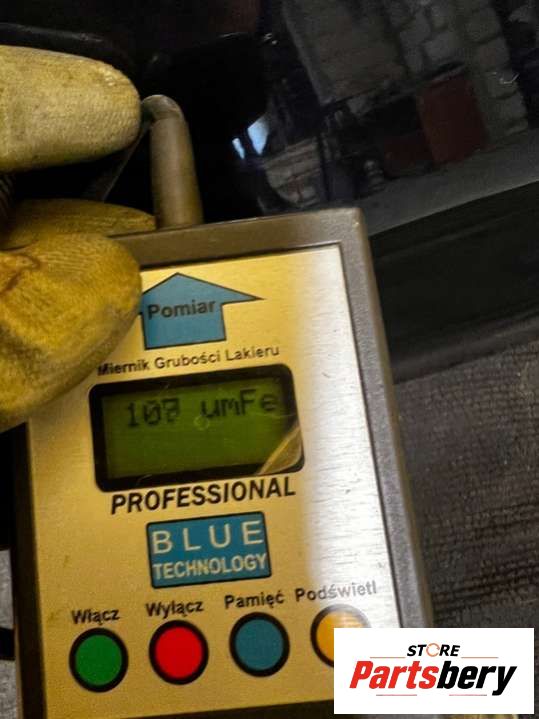 Pomiar
Miernik Grubości Lakieru
107 umFe
PROFESSIONAL
BLUE
TECHNOLOGY
Włącz Wyłącz Pamięć Podświetl
STORE
Partsbery